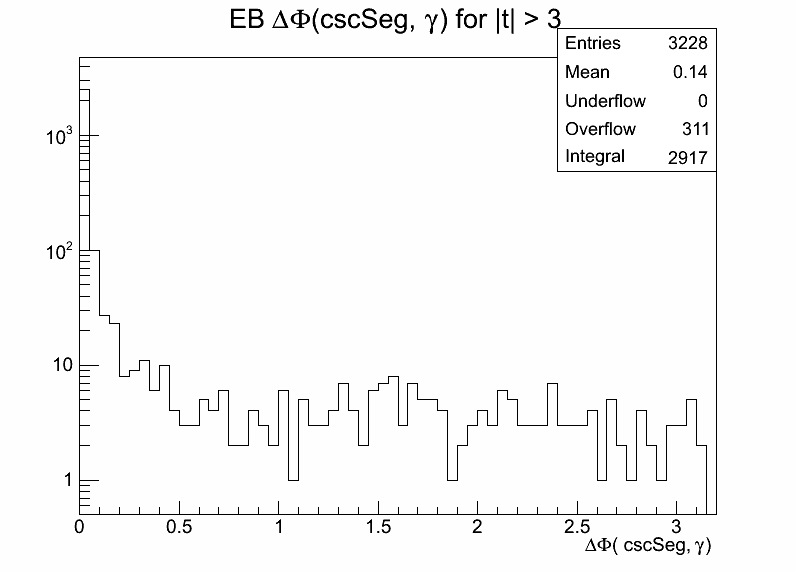 EB ΔΦ(cscSeg, γ) for |t| > 3
Entries 3228
Mean 0.14
Underflow 0
Overflow 311
Integral 2917
10³
10²
10
1
0 0.5 1 1.5 2 2.5 3
ΔΦ( cscSeg, γ)